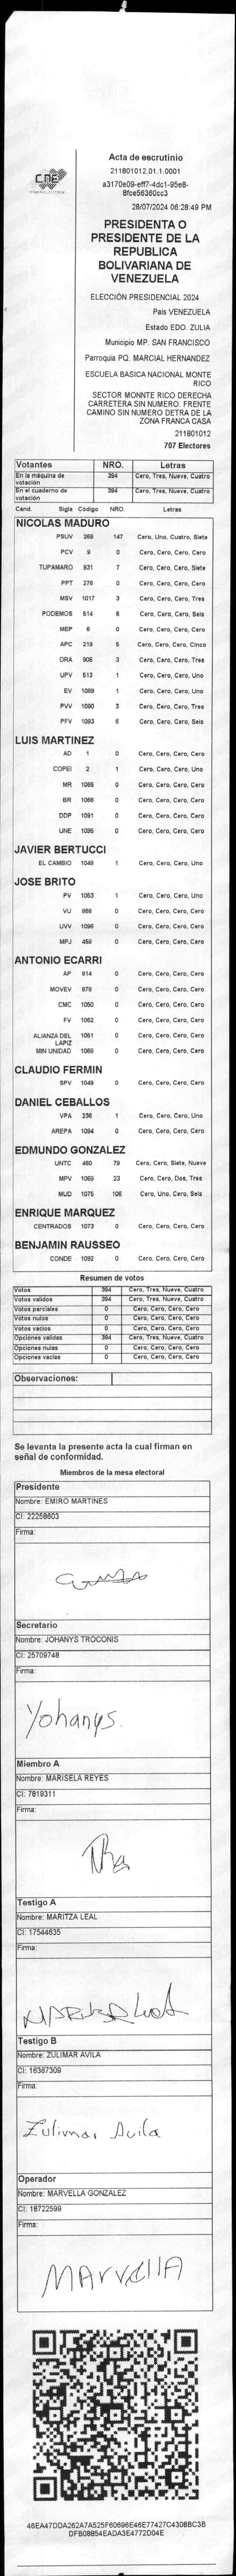 CNE
Acta de escrutinio
211801012.01.1.0001
a3170e09-eff7-4dc1-95e8-
8fce56360cc3
28/07/2024 06:28:49 PM
PRESIDENTA O
PRESIDENTE DE LA
REPUBLICA
BOLIVARIANA DE
VENEZUELA
ELECCIÓN PRESIDENCIAL 2024
País VENEZUELA
Estado EDO. ZULIA
Municipio MP. SAN FRANCISCO
Parroquia PQ. MARCIAL HERNANDEZ
ESCUELA BASICA NACIONAL MONTE
RICO
SECTOR MONNTE RICO DERECHA
CARRETERA SIN NUMERO. FRENTE
CAMINO SIN NUMERO DETRA DE LA
ZONA FRANCA CASA
211801012
707 Electores
Votantes NRO. Letras
En la máquina de votación 394 Cero, Tres, Nueve, Cuatro
En el cuaderno de votación 394 Cero, Tres, Nueve, Cuatro
Cand. Sigla Código NRO. Letras
NICOLAS MADURO
PSUV 269 147 Cero, Uno, Cuatro, Siete
PCV 9 0 Cero, Cero, Cero, Cero
TUPAMARO 931 7 Cero, Cero, Cero, Siete
PPT 276 0 Cero, Cero, Cero, Cero
MSV 1017 3 Cero, Cero, Cero, Tres
PODEMOS 514 6 Cero, Cero, Cero, Seis
MEP 6 0 Cero, Cero, Cero, Cero
APC 219 5 Cero, Cero, Cero, Cinco
ORA 906 3 Cero, Cero, Cero, Tres
UPV 513 1 Cero, Cero, Cero, Uno
EV 1089 1 Cero, Cero, Cero, Uno
PVV 1090 3 Cero, Cero, Cero, Tres
PFV 1093 6 Cero, Cero, Cero, Seis
LUIS MARTINEZ
AD 1 0 Cero, Cero, Cero, Cero
COPEI 2 1 Cero, Cero, Cero, Uno
MR 1065 0 Cero, Cero, Cero, Cero
BR 1066 0 Cero, Cero, Cero, Cero
DDP 1091 0 Cero, Cero, Cero, Cero
UNE 1095 0 Cero, Cero, Cero, Cero
JAVIER BERTUCCI
EL CAMBIO 1048 1 Cero, Cero, Cero, Uno
JOSE BRITO
PV 1053 1 Cero, Cero, Cero, Uno
VU 868 0 Cero, Cero, Cero, Cero
UVV 1096 0 Cero, Cero, Cero, Cero
MPJ 458 0 Cero, Cero, Cero, Cero
ANTONIO ECARRI
AP 814 0 Cero, Cero, Cero, Cero
MOVEV 878 0 Cero, Cero, Cero, Cero
CMC 1050 0 Cero, Cero, Cero, Cero
FV 1062 0 Cero, Cero, Cero, Cero
ALIANZA DEL LAPIZ 1051 0 Cero, Cero, Cero, Cero
MIN UNIDAD 1068 0 Cero, Cero, Cero, Cero
CLAUDIO FERMIN
SPV 1049 0 Cero, Cero, Cero, Cero
DANIEL CEBALLOS
VPA 236 1 Cero, Cero, Cero, Uno
AREPA 1094 0 Cero, Cero, Cero, Cero
EDMUNDO GONZALEZ
UNTC 460 79 Cero, Cero, Siete, Nueve
MPV 1069 23 Cero, Cero, Dos, Tres
MUD 1075 106 Cero, Uno, Cero, Seis
ENRIQUE MARQUEZ
CENTRADOS 1073 0 Cero, Cero, Cero, Cero
BENJAMIN RAUSSEO
CONDE 1092 0 Cero, Cero, Cero, Cero
Resumen de votos
Votos 394 Cero, Tres, Nueve, Cuatro
Votos validos 394 Cero, Tres, Nueve, Cuatro
Votos parciales 0 Cero, Cero, Cero, Cero
Votos nulos 0 Cero, Cero, Cero, Cero
Votos vacios 0 Cero, Cero, Cero, Cero
Opciones validas 394 Cero, Tres, Nueve, Cuatro
Opciones nulas 0 Cero, Cero, Cero, Cero
Opciones vacias 0 Cero, Cero, Cero, Cero
Observaciones:
Se levanta la presente acta la cual firman en
señal de conformidad.
Miembros de la mesa electoral
Presidente
Nombre: EMIRO MARTINES
CI: 22258603
Firma:
Secretario
Nombre: JOHANYS TROCONIS
CI: 25709748
Firma:
Yohanys.
Miembro A
Nombre: MARISELA REYES
CI: 7819311
Firma:
Testigo A
Nombre: MARITZA LEAL
CI: 17544635
Firma:
Testigo B
Nombre: ZULIMAR AVILA
CI: 16367309
Firma:
Zulimar Avila
Operador
Nombre: MARVELLA GONZALEZ
CI: 18722599
Firma:
MARVELLA
46EA47DDA262A7A525F60696E46E77427C4308BC3B
DFB08854EADA3E4772D04E